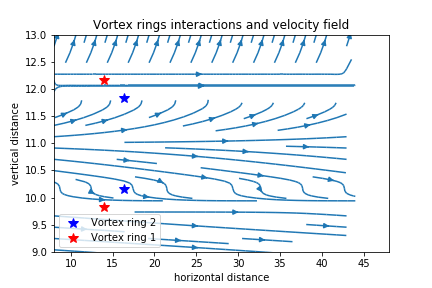 Vortex rings interactions and velocity field
13.0
12.5
12.0
11.5
11.0
10.5
10.0
9.5
9.0
vertical distance
Vortex ring 2
Vortex ring 1
10 15 20 25 30 35 40 45
horizontal distance